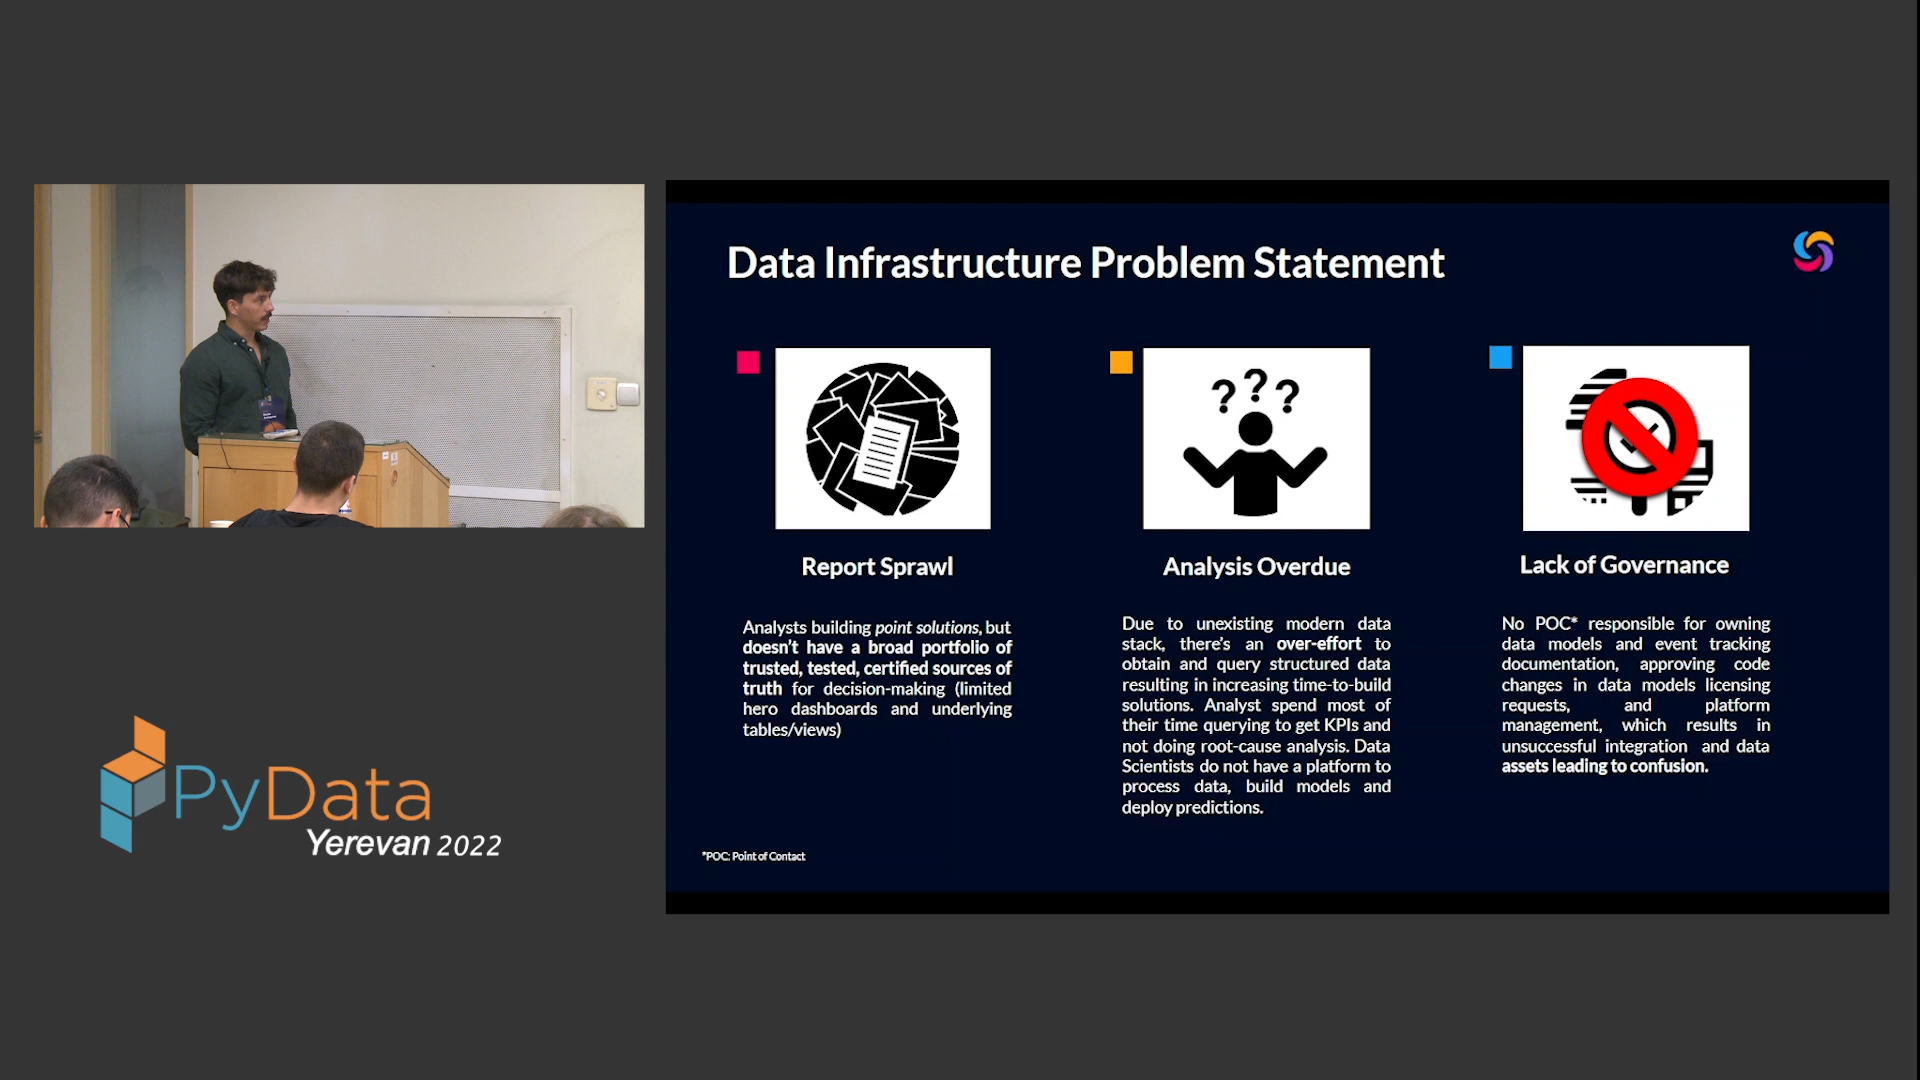 Data Infrastructure Problem Statement
Report Sprawl
Analysts building point solutions, but
doesn't have a broad portfolio of
trusted, tested, certified sources of
truth for decision-making (limited
hero dashboards and underlying
tables/views)
? ? ?
Analysis Overdue
Due to unexisting modern data
stack, there's an over-effort to
obtain and query structured data
resulting in increasing time-to-build
solutions. Analyst spend most of
their time querying to get KPIs and
not doing root-cause analysis. Data
Scientists do not have a platform to
process data, build models and
deploy predictions.
Lack of Governance
No POC* responsible for owning
data models and event tracking
documentation, approving code
changes in data models licensing
requests, and platform
management, which results in
unsuccessful integration and data
assets leading to confusion.
*POC: Point of Contact
PyData
Yerevan 2022